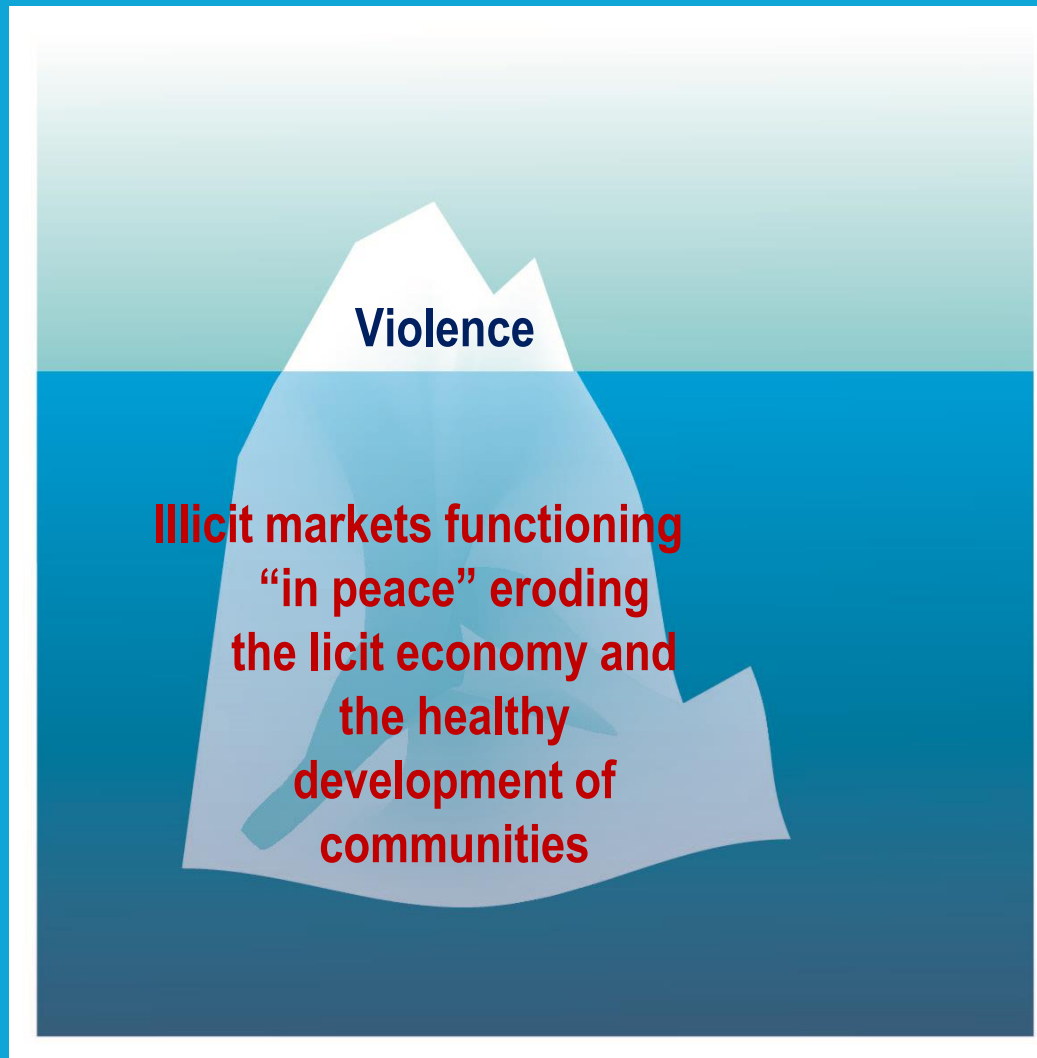 Violence
Illicit markets functioning
“in peace” eroding
the licit economy and
the healthy
development of
communities